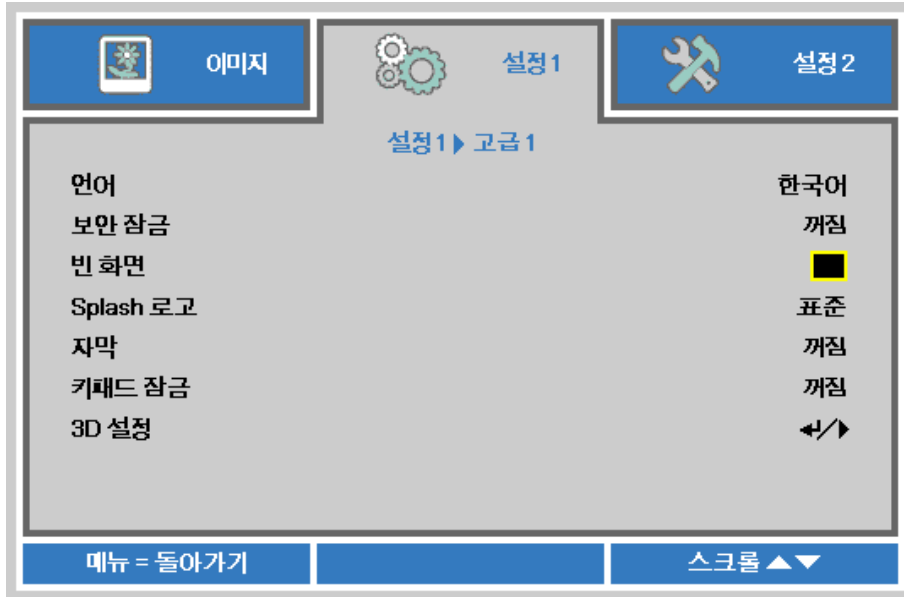 이미지 설정1 설정2
설정1▶고급1
언어 한국어
보안 잠금 꺼짐
빈 화면
Splash 로고 표준
자막 꺼짐
키패드 잠금 꺼짐
3D 설정 ↵/▶
메뉴 = 돌아가기 스크롤▲▼